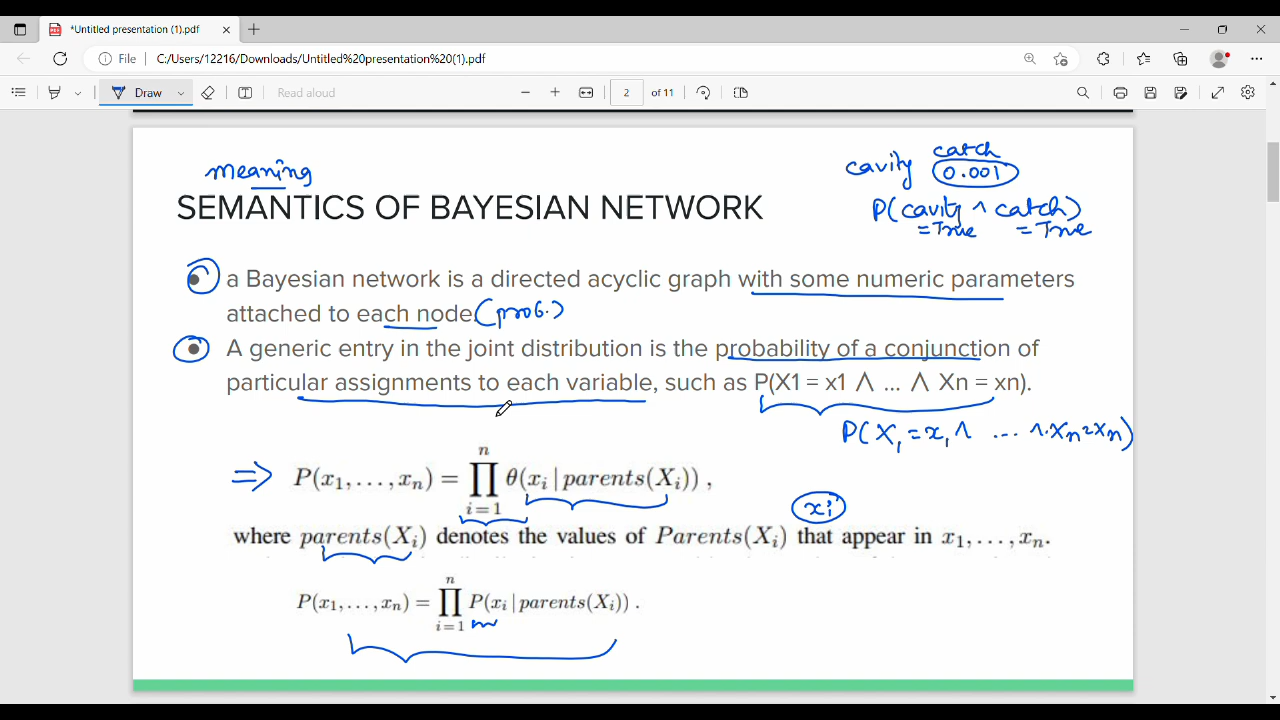 *Untitled presentation (1).pdf
File C:/Users/12216/Downloads/Untitled%20presentation%20(1).pdf
Draw Read aloud 2 of 11
meaning
cavity catch
0.001
SEMANTICS OF BAYESIAN NETWORK
P(cavity ^ catch)
=True =True
a Bayesian network is a directed acyclic graph with some numeric parameters
attached to each node. (prob.)
A generic entry in the joint distribution is the probability of a conjunction of
particular assignments to each variable, such as P(X1 = x1 ∧ ... ∧ Xn = xn).
P(X₁=x₁ ^ ... ^ Xn=Xn)
=> P(x₁,...,xₙ) = ∏ᵢ₌₁ⁿ θ(xᵢ | parents(Xᵢ)) ,
xi
where parents(Xᵢ) denotes the values of Parents(Xᵢ) that appear in x₁,...,xₙ.
P(x₁,...,xₙ) = ∏ᵢ₌₁ⁿ P(xᵢ | parents(Xᵢ)) .